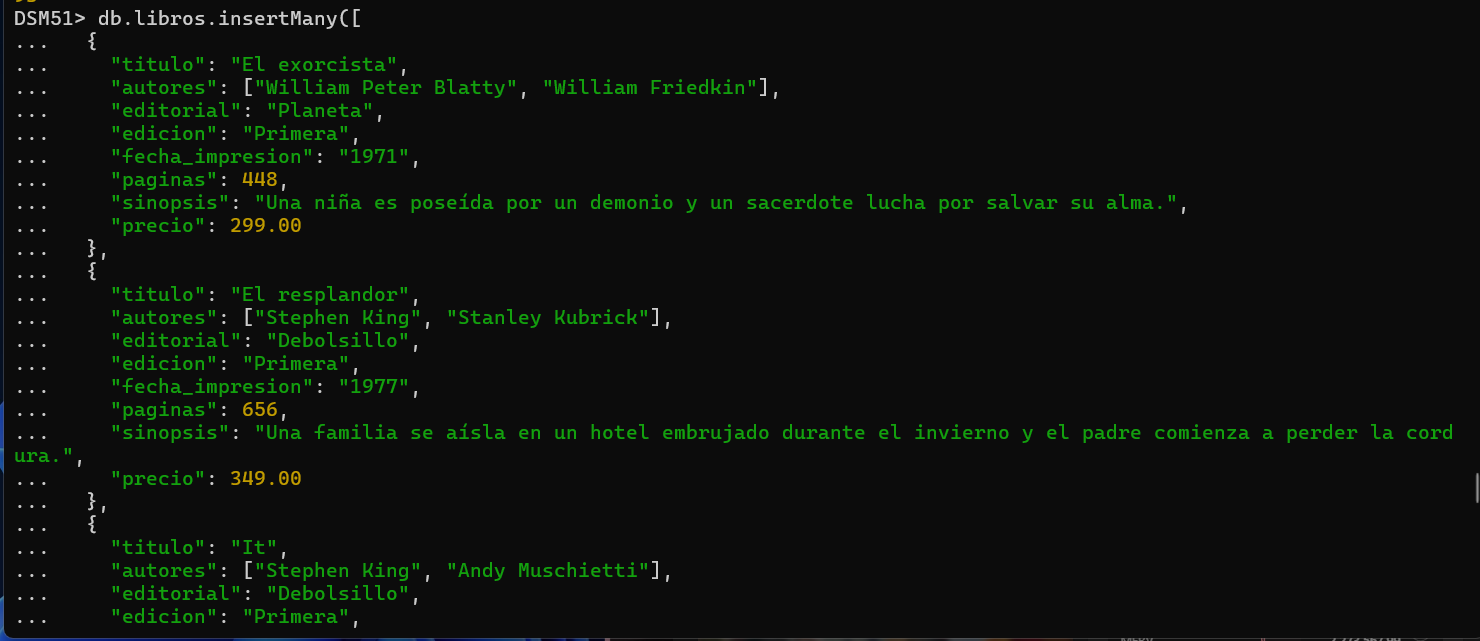 DSM51> db.libros.insertMany([
...   {
...     "titulo": "El exorcista",
...     "autores": ["William Peter Blatty", "William Friedkin"],
...     "editorial": "Planeta",
...     "edicion": "Primera",
...     "fecha_impresion": "1971",
...     "paginas": 448,
...     "sinopsis": "Una niña es poseída por un demonio y un sacerdote lucha por salvar su alma.",
...     "precio": 299.00
...   },
...   {
...     "titulo": "El resplandor",
...     "autores": ["Stephen King", "Stanley Kubrick"],
...     "editorial": "Debolsillo",
...     "edicion": "Primera",
...     "fecha_impresion": "1977",
...     "paginas": 656,
...     "sinopsis": "Una familia se aísla en un hotel embrujado durante el invierno y el padre comienza a perder la cord
ura.",
...     "precio": 349.00
...   },
...   {
...     "titulo": "It",
...     "autores": ["Stephen King", "Andy Muschietti"],
...     "editorial": "Debolsillo",
...     "edicion": "Primera",